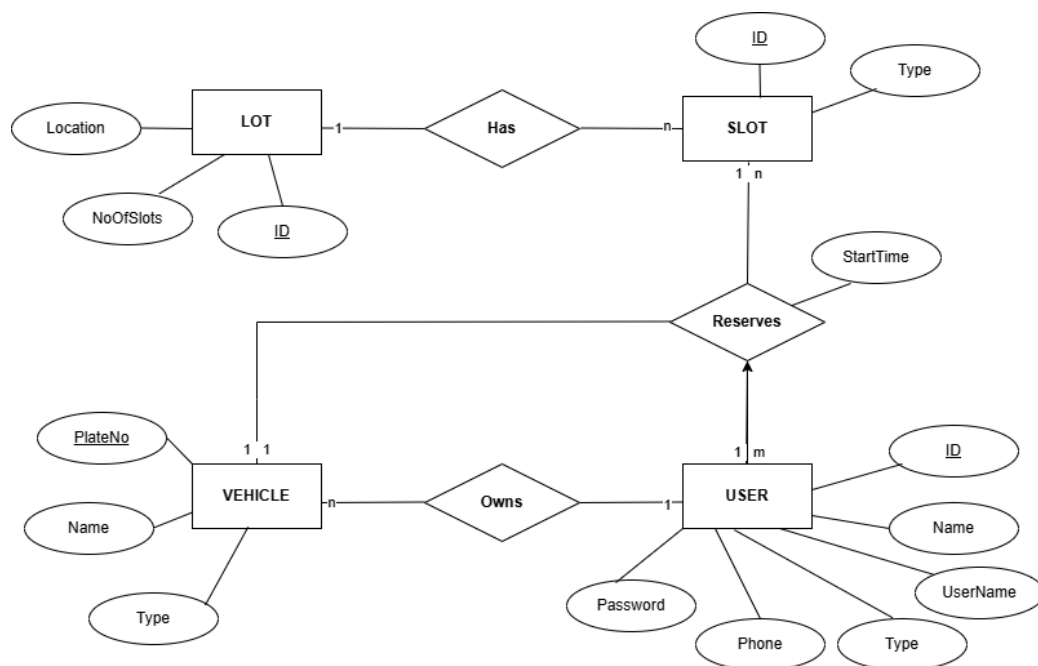 ID
Type
Location
LOT
1
Has
n
SLOT
NoOfSlots
ID
1 n
StartTime
Reserves
PlateNo
1 1
1 m
ID
VEHICLE
n
Owns
1
USER
Name
Name
UserName
Type
Password
Phone
Type